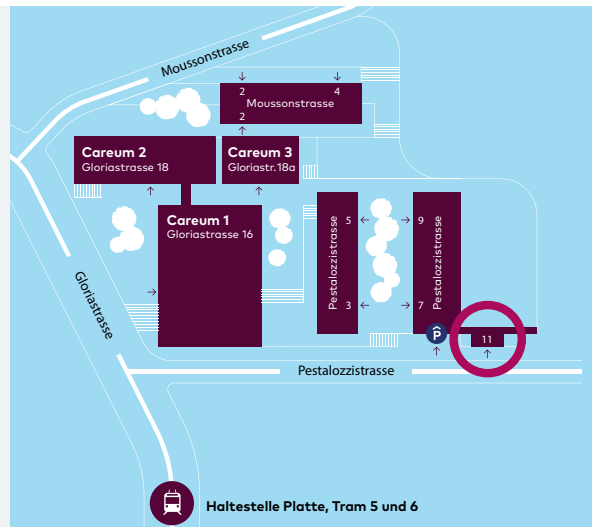 Moussonstrasse
2
4
Moussonstrasse
2
Careum 2
Gloriastrasse 18
Careum 3
Gloriastr. 18a
Careum 1
Gloriastrasse 16
Gloriastrasse
Pestalozzistrasse
5
3
9
7
Pestalozzistrasse
P
11
Pestalozzistrasse
Haltestelle Platte, Tram 5 und 6